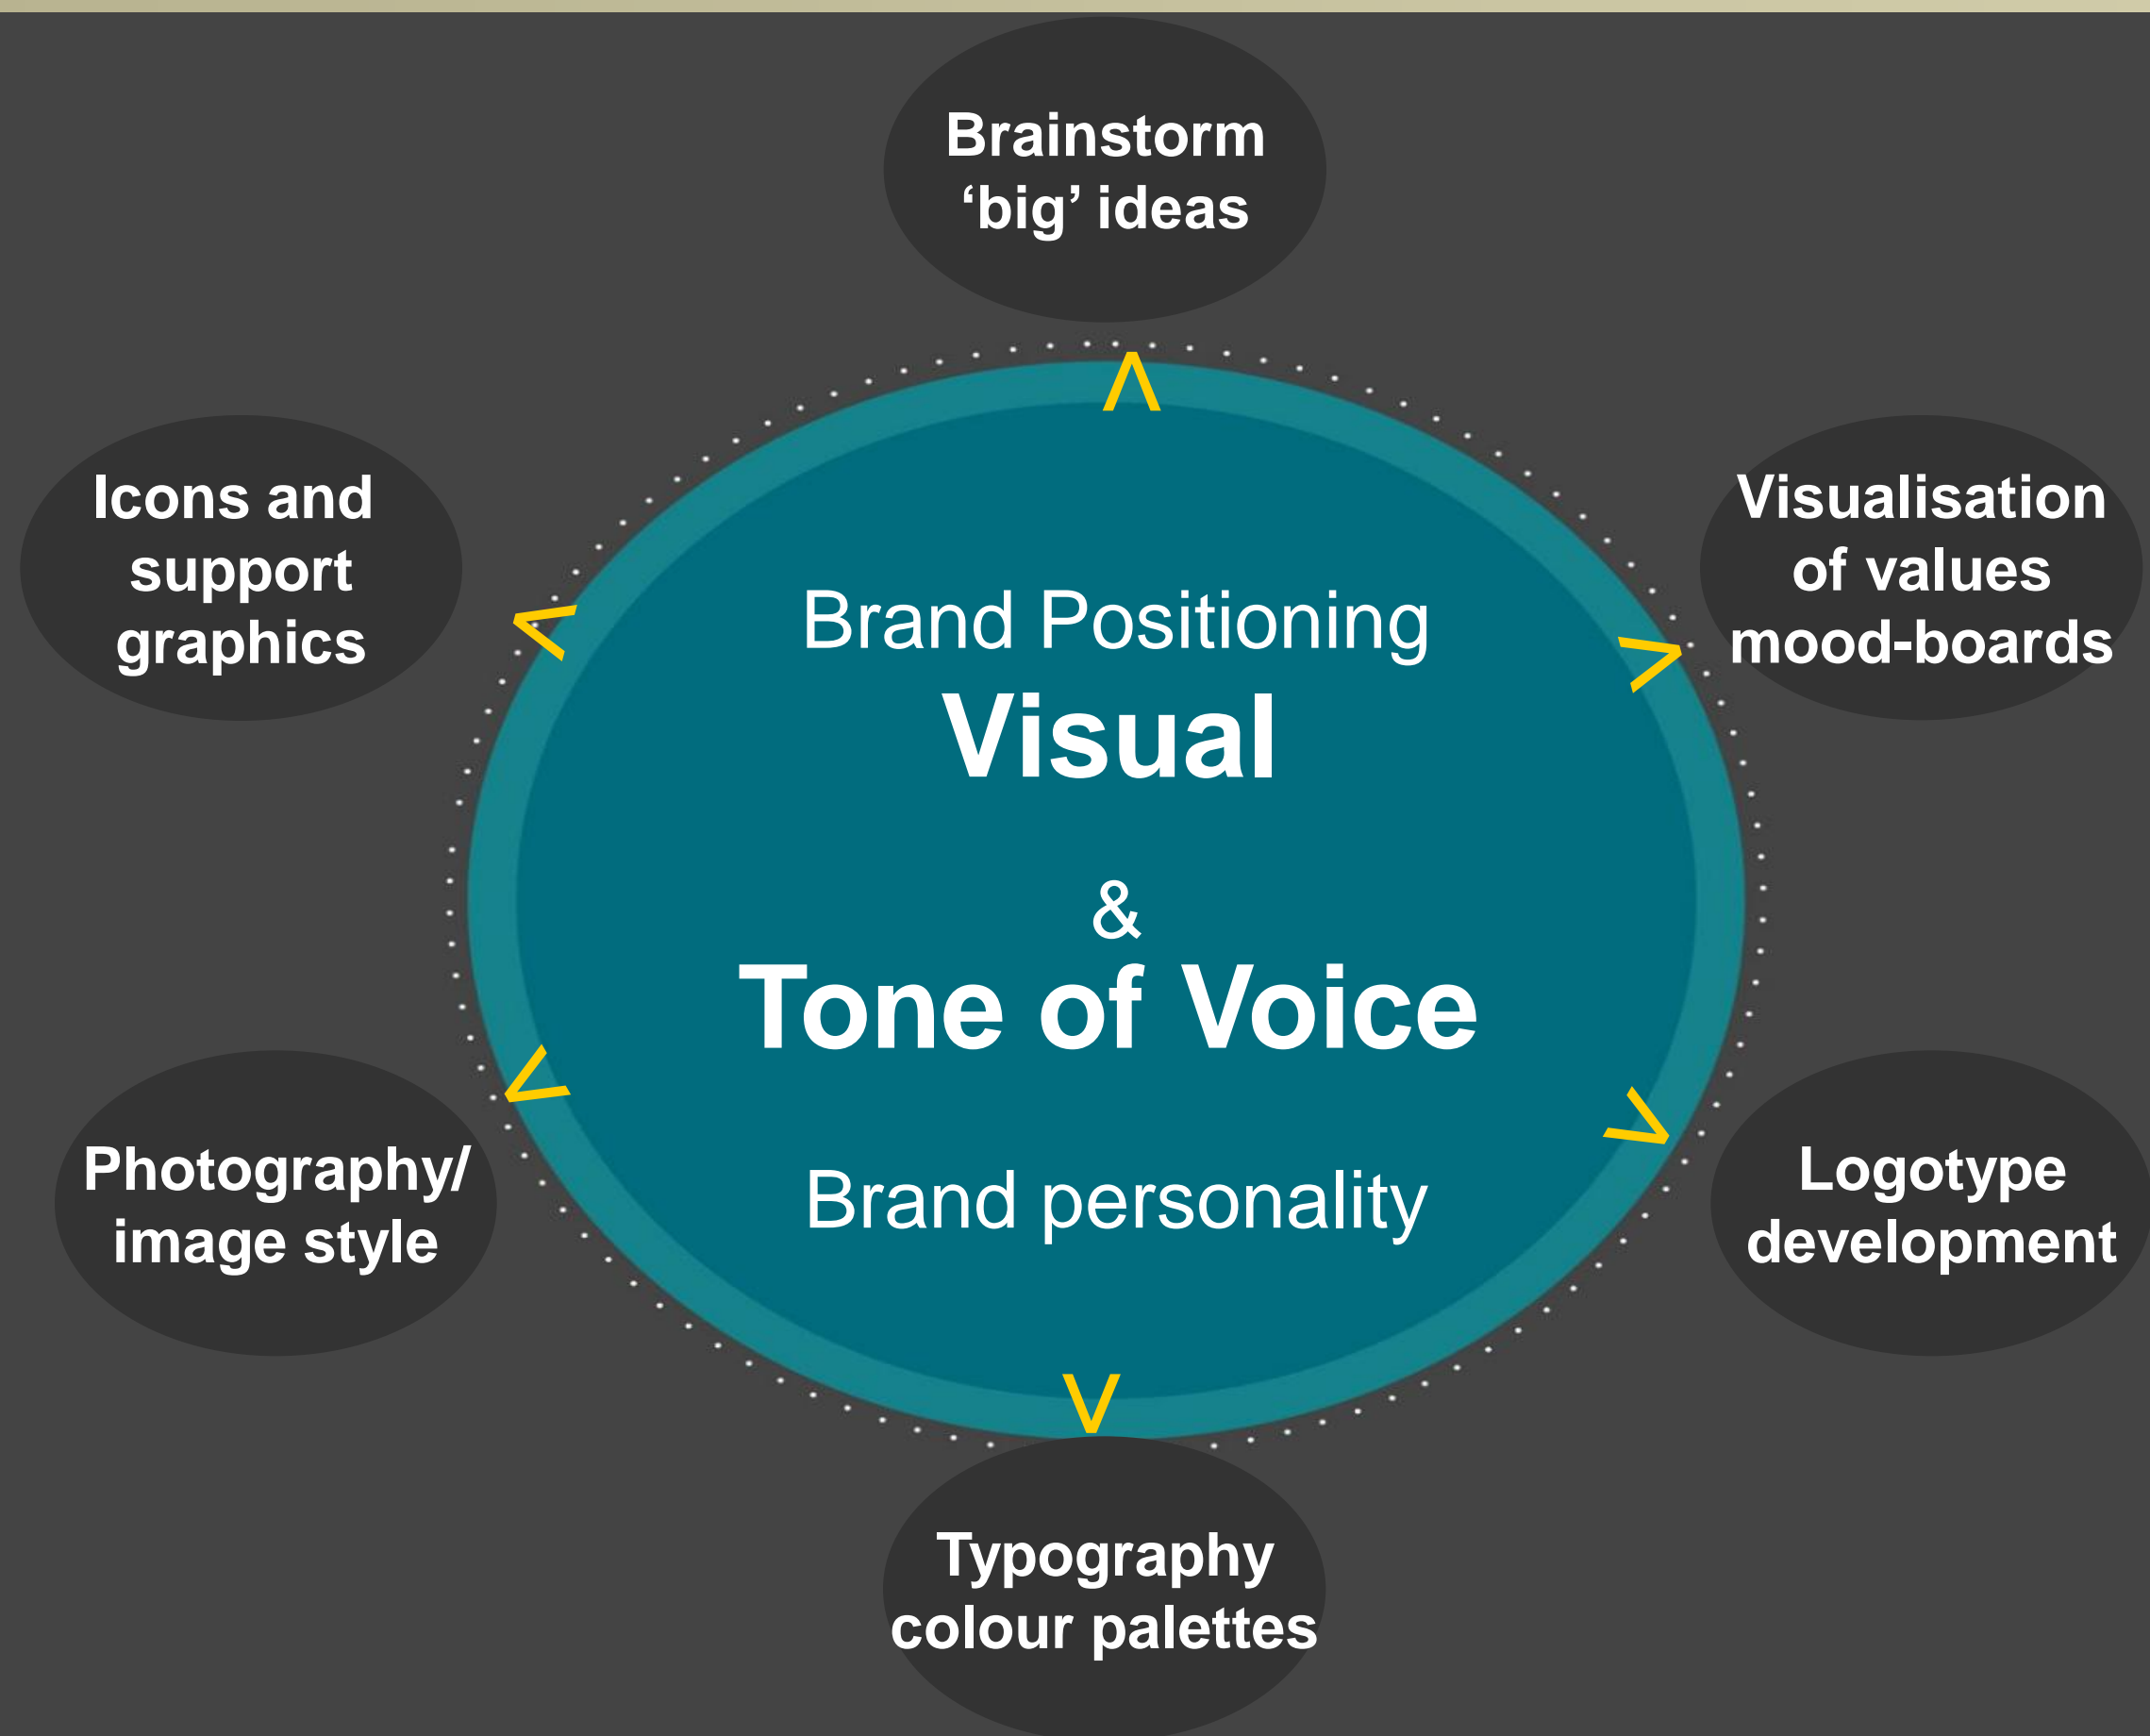 Brainstorm
‘big’ ideas
Icons and
support
graphics
Visualisation
of values
mood-boards
Brand Positioning
Visual
&
Tone of Voice
Brand personality
Photography/
image style
Logotype
development
Typography
colour palettes